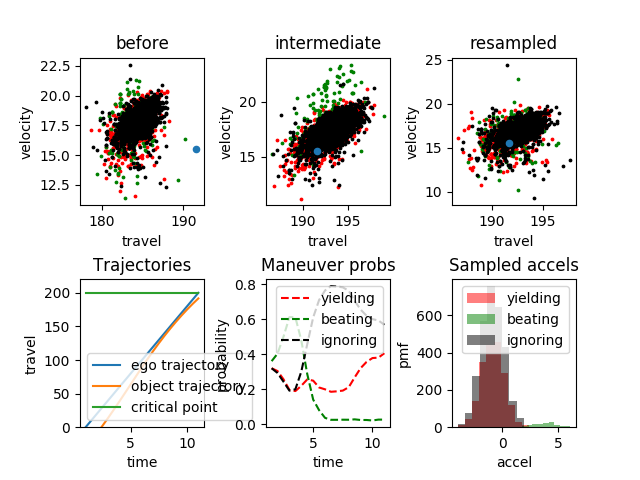 before
intermediate
resampled
velocity
22.5
20.0
17.5
15.0
12.5
180
190
travel
velocity
20
15
190
195
travel
velocity
25
20
15
10
190
195
travel
Trajectories
Maneuver probs
Sampled accels
travel
200
150
100
50
0
5
10
time
ego trajectory
object trajectory
critical point
probability
0.8
0.6
0.4
0.2
0.0
5
10
time
yielding
beating
ignoring
pmf
600
400
200
0
0
5
accel
yielding
beating
ignoring